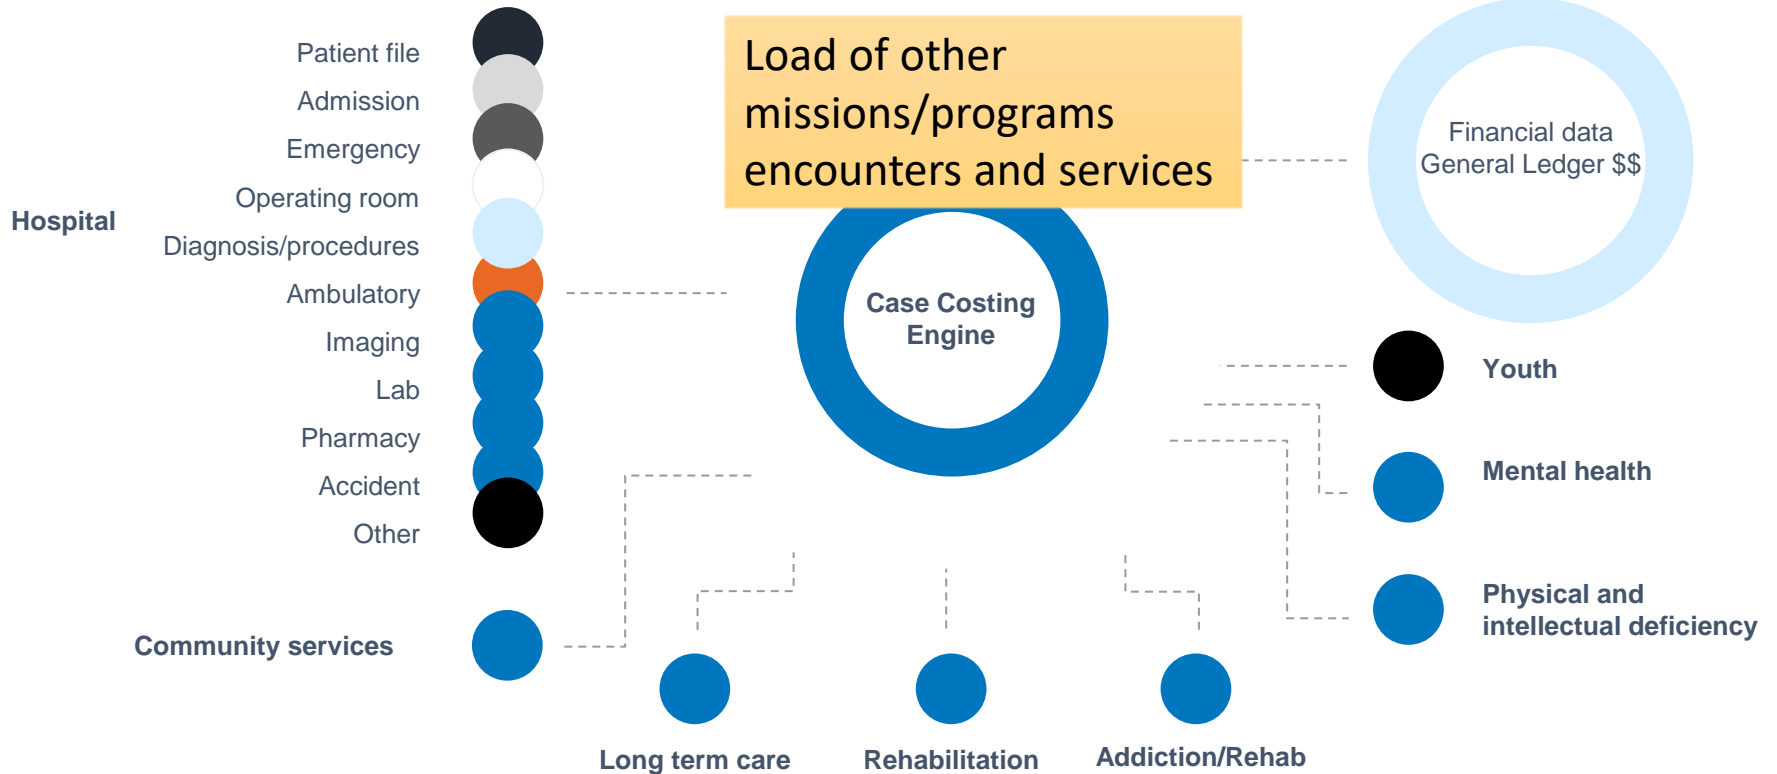 Hospital
Patient file
Admission
Emergency
Operating room
Diagnosis/procedures
Ambulatory
Imaging
Lab
Pharmacy
Accident
Other
Load of other
missions/programs
encounters and services
Case Costing
Engine
Financial data
General Ledger $$
Youth
Mental health
Physical and
intellectual deficiency
Community services
Long term care
Rehabilitation
Addiction/Rehab